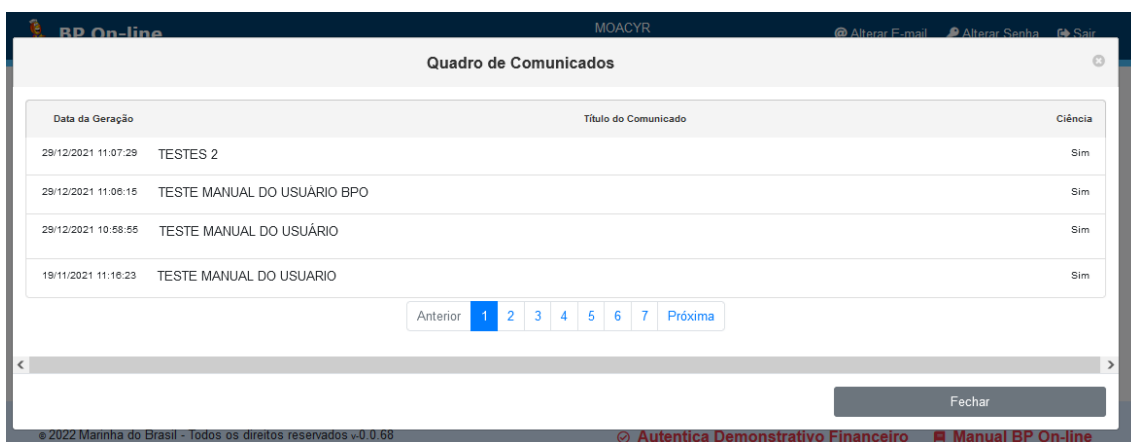 BP On-line MOACYR Alterar E-mail Alterar Senha Sair
Quadro de Comunicados
Data da Geração Título do Comunicado Ciência
29/12/2021 11:07:29 TESTES 2 Sim
29/12/2021 11:06:15 TESTE MANUAL DO USUÁRIO BPO Sim
29/12/2021 10:58:55 TESTE MANUAL DO USUÁRIO Sim
19/11/2021 11:16:23 TESTE MANUAL DO USUARIO Sim
Anterior 1 2 3 4 5 6 7 Próxima
Fechar
© 2022 Marinha do Brasil - Todos os direitos reservados v-0.0.68 Autentica Demonstrativo Financeiro Manual BP On-line